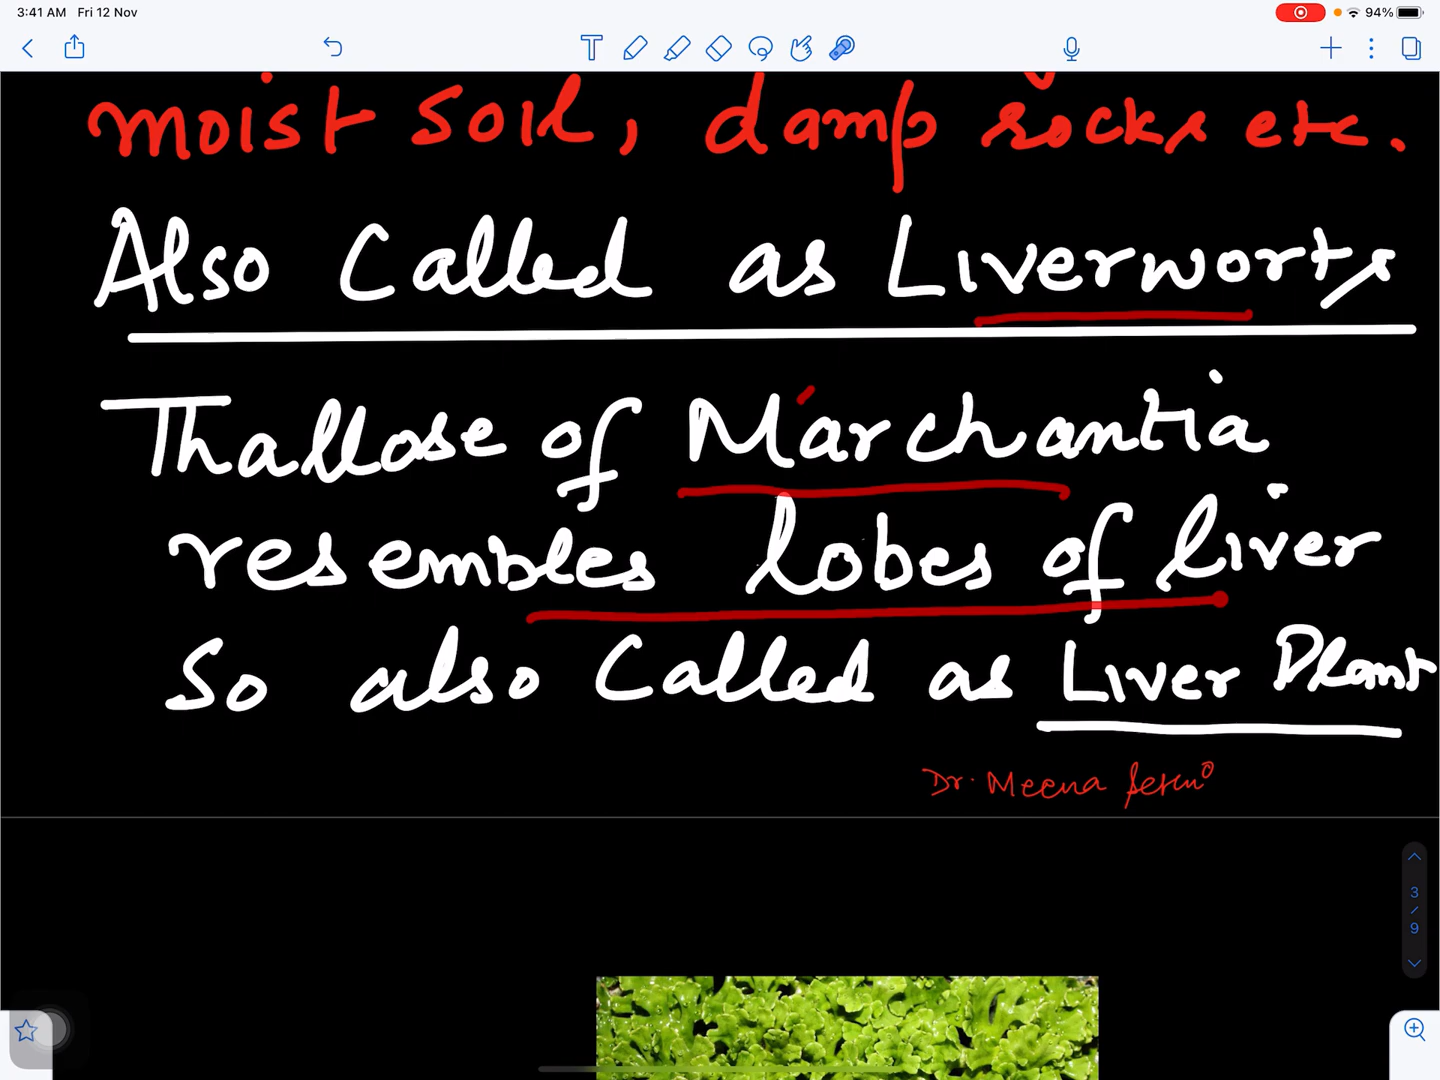 3:41 AM Fri 12 Nov
94%
moist soil, damp rocks etc.
Also Called as Liverworts
Thallose of Marchantia
resembles lobes of liver
So also Called as Liver Plant
Dr. Meena
3
/
9